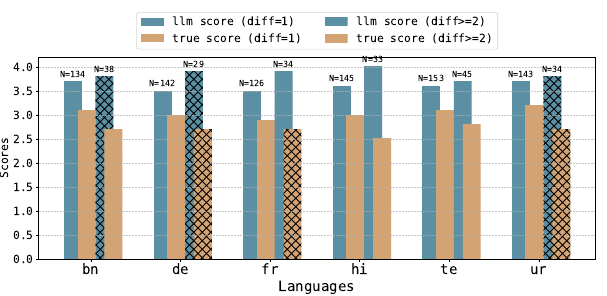 llm score (diff=1) llm score (diff>=2)
true score (diff=1) true score (diff>=2)
4.0
3.5
3.0
2.5
2.0
1.5
1.0
0.5
0.0
Scores
N=134 N=38 N=142 N=29 N=126 N=34 N=145 N=33 N=153 N=45 N=143 N=34
bn de fr hi te ur
Languages